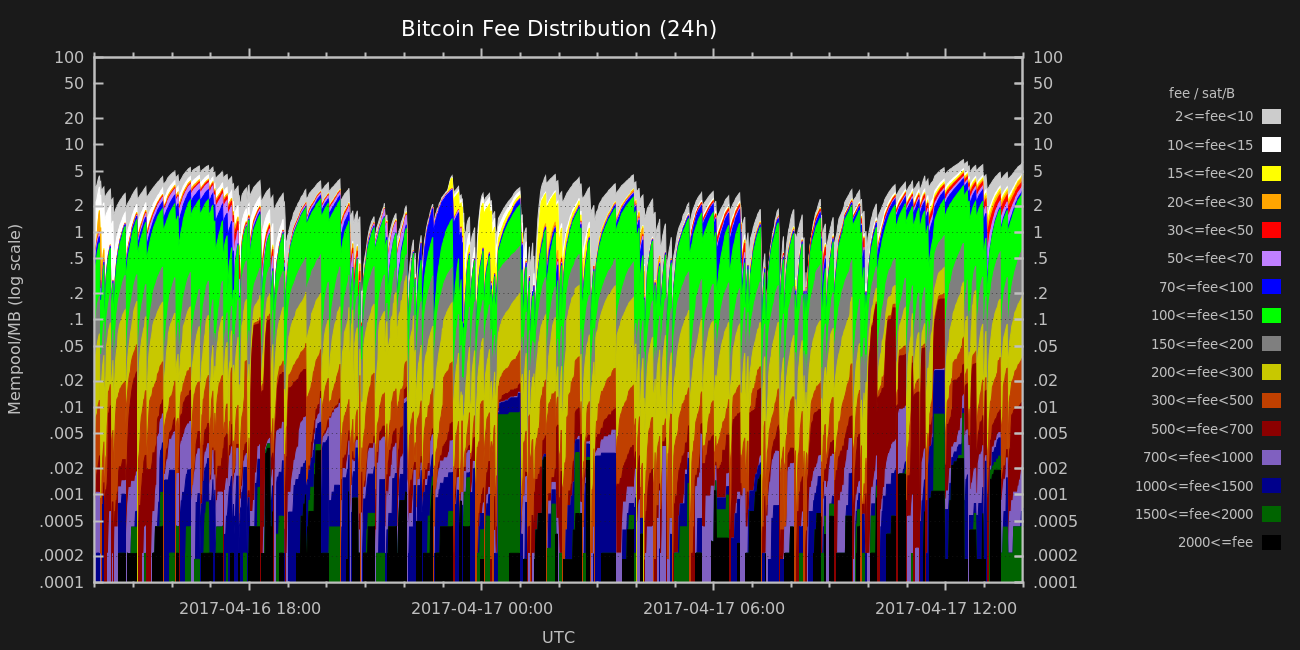 Bitcoin Fee Distribution (24h)
100 100
50 50
20 20
10 10
5 5
2 2
1 1
.5 .5
.2 .2
.1 .1
.05 .05
.02 .02
.01 .01
.005 .005
.002 .002
.001 .001
.0005 .0005
.0002 .0002
.0001 .0001
Mempool/MB (log scale)
2017-04-16 18:00 2017-04-17 00:00 2017-04-17 06:00 2017-04-17 12:00
UTC
fee / sat/B
2<=fee<10
10<=fee<15
15<=fee<20
20<=fee<30
30<=fee<50
50<=fee<70
70<=fee<100
100<=fee<150
150<=fee<200
200<=fee<300
300<=fee<500
500<=fee<700
700<=fee<1000
1000<=fee<1500
1500<=fee<2000
2000<=fee